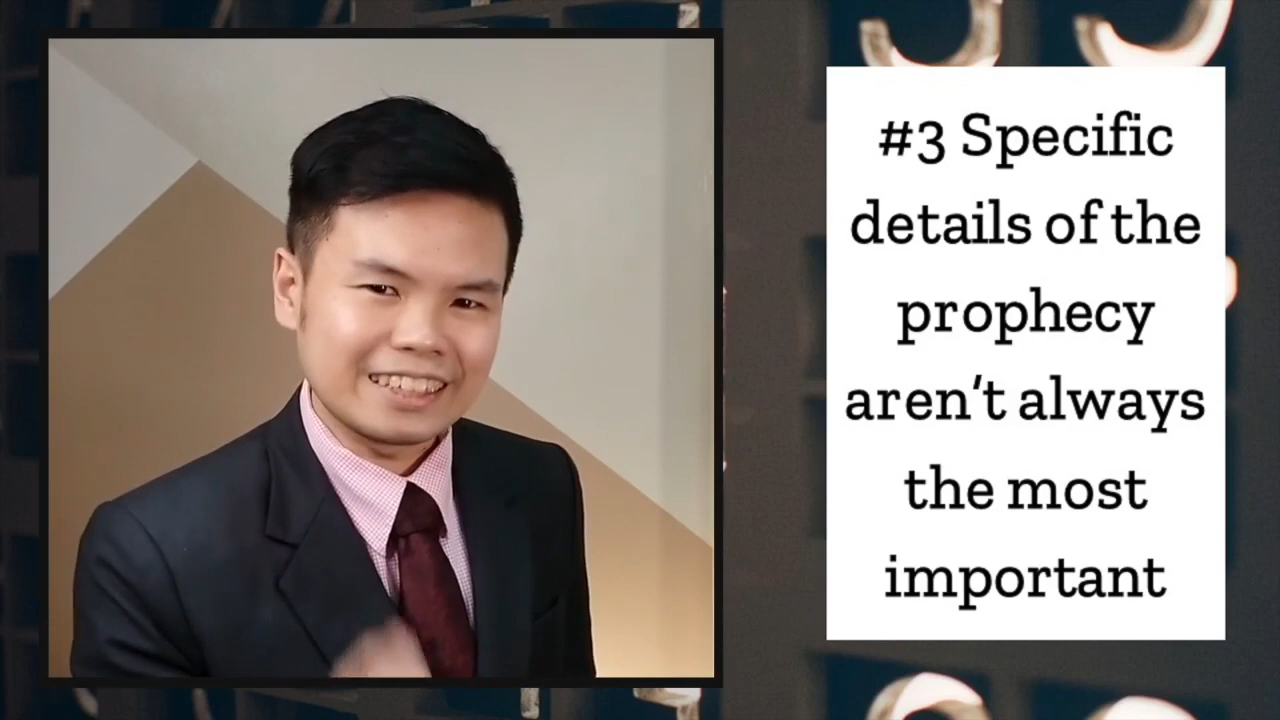 #3 Specific
details of the
prophecy
aren't always
the most
important